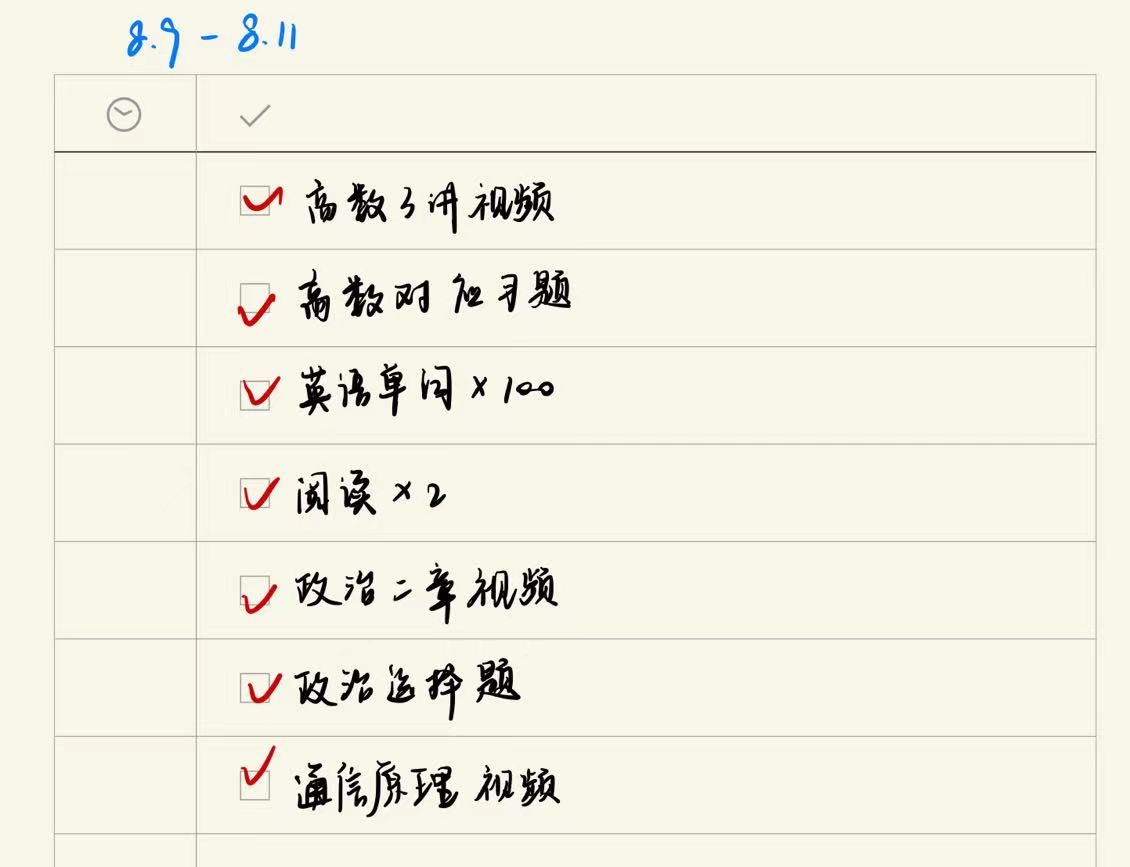 8.9 - 8.11
高数3讲视频
高数对应习题
英语单词×100
阅读×2
政治二章视频
政治选择题
通信原理视频